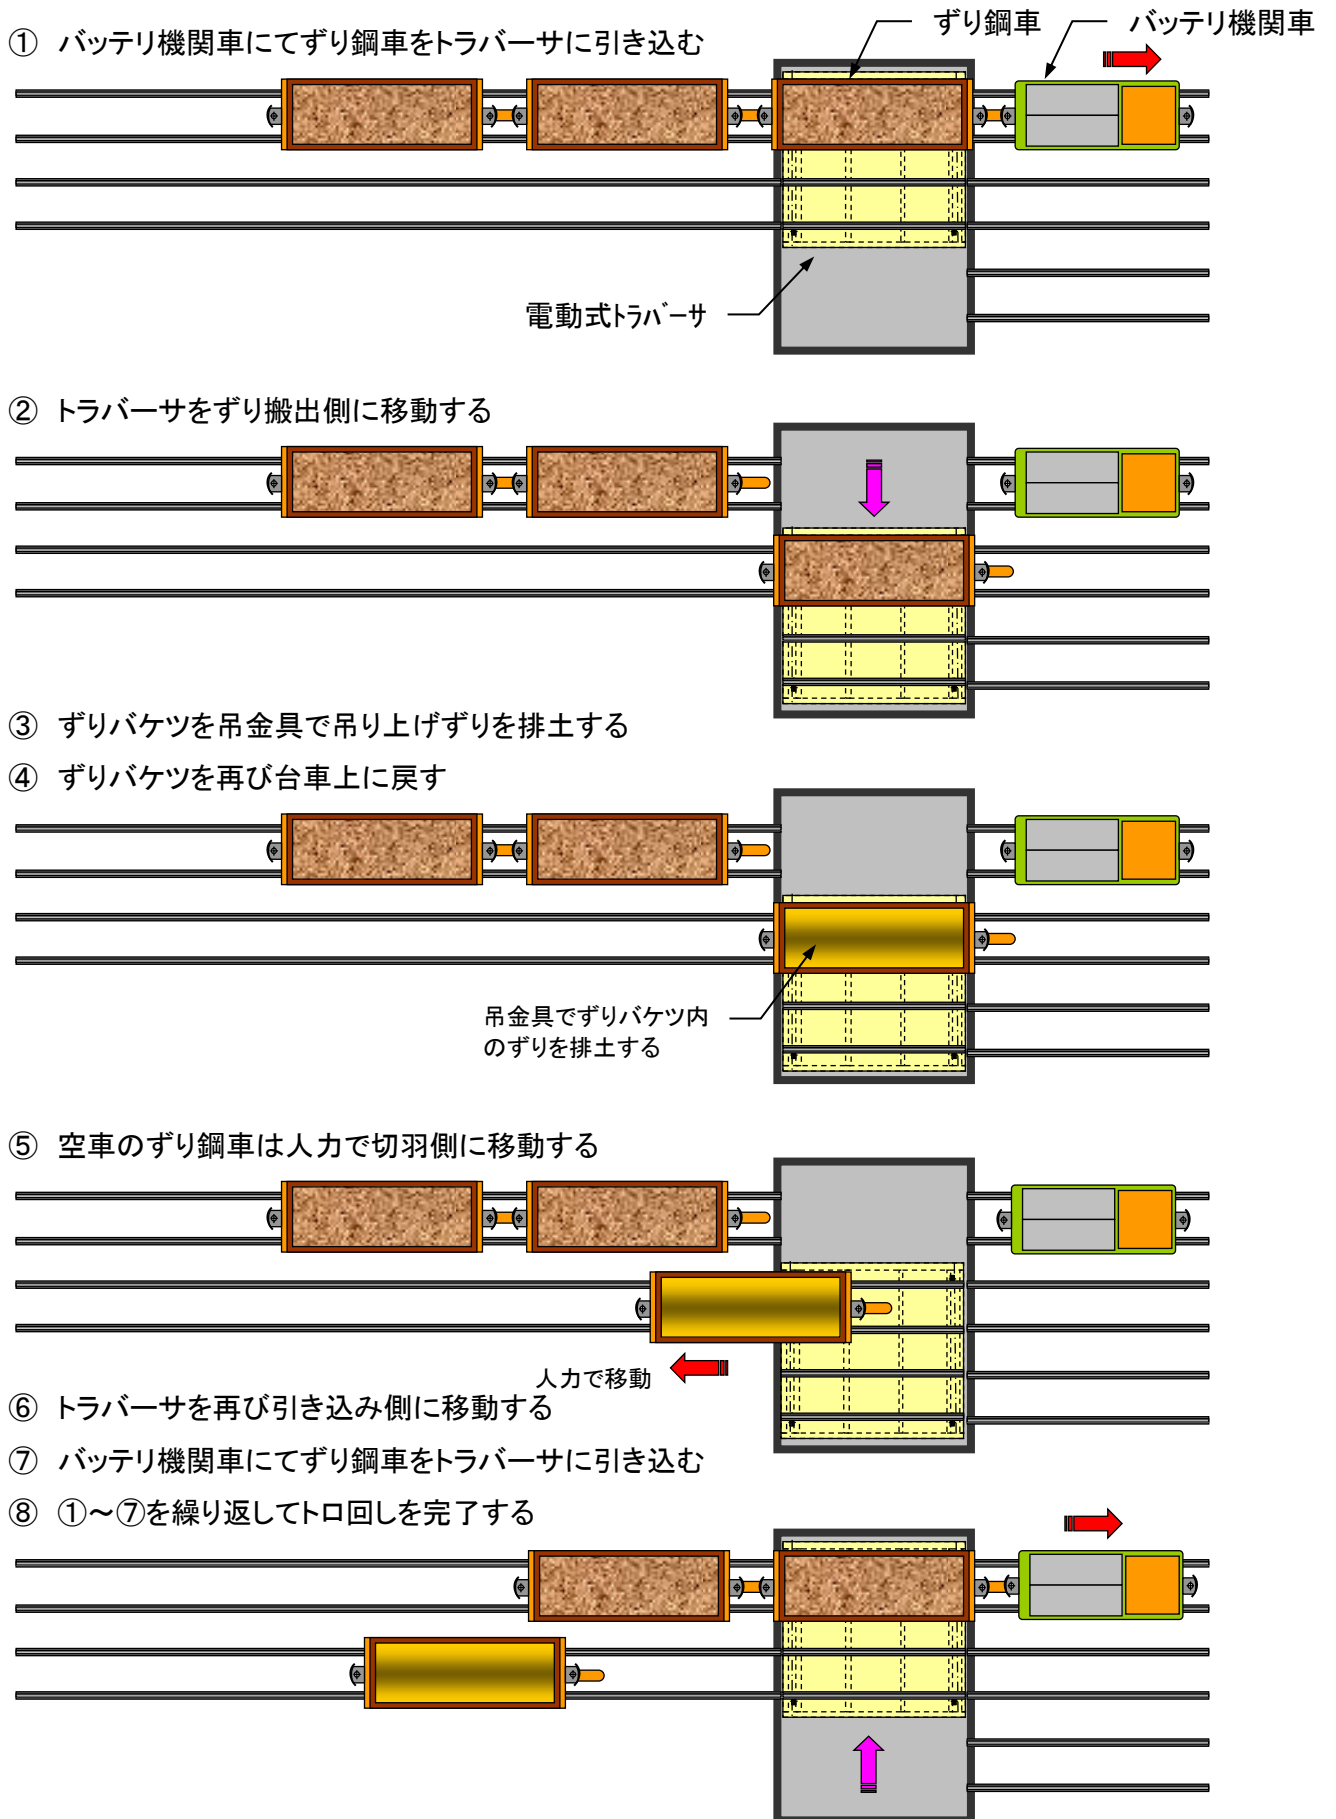 ずり鋼車　バッテリ機関車
① バッテリ機関車にてずり鋼車をトラバーサに引き込む
電動式ﾄﾗﾊﾞｰｻ
② トラバーサをずり搬出側に移動する
③ ずりバケツを吊金具で吊り上げずりを排土する
④ ずりバケツを再び台車上に戻す
吊金具でずりバケツ内
のずりを排土する
⑤ 空車のずり鋼車は人力で切羽側に移動する
人力で移動
⑥ トラバーサを再び引き込み側に移動する
⑦ バッテリ機関車にてずり鋼車をトラバーサに引き込む
⑧ ①～⑦を繰り返してトロ回しを完了する